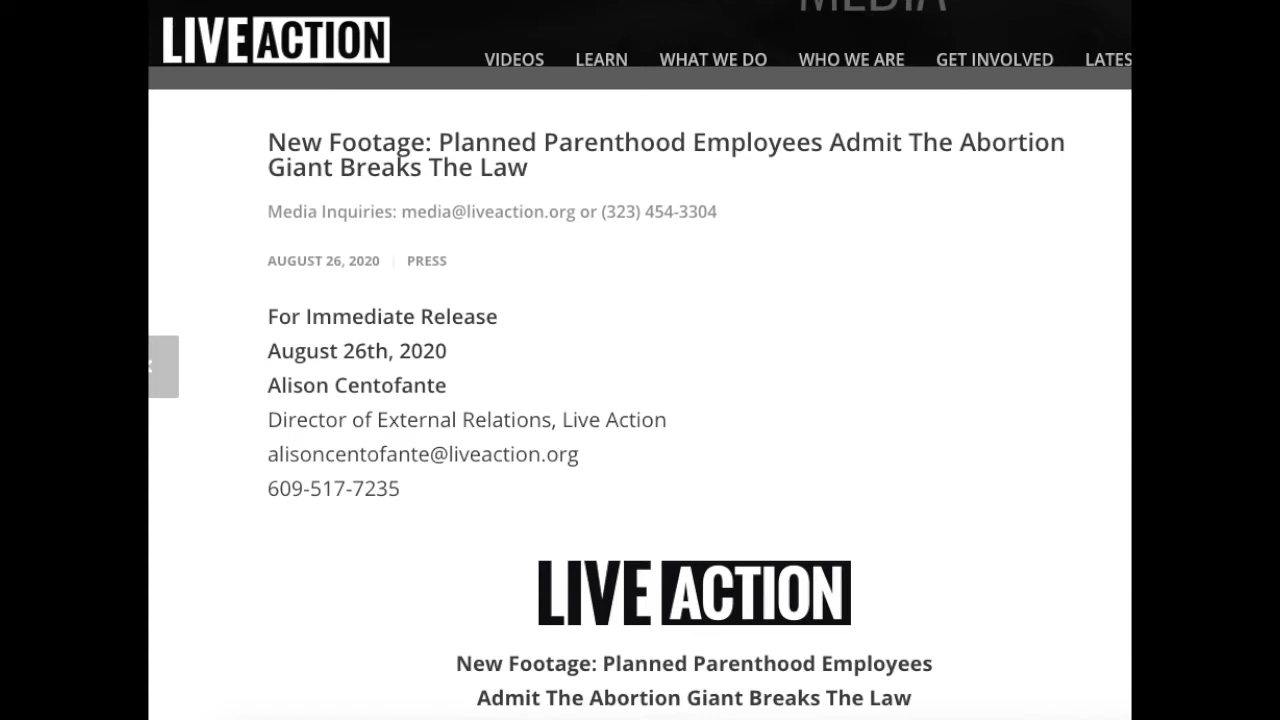 MEDIA
LIVE ACTION
VIDEOS LEARN WHAT WE DO WHO WE ARE GET INVOLVED LATES
New Footage: Planned Parenthood Employees Admit The Abortion
Giant Breaks The Law
Media Inquiries: media@liveaction.org or (323) 454-3304
AUGUST 26, 2020 PRESS
For Immediate Release
August 26th, 2020
Alison Centofante
Director of External Relations, Live Action
alisoncentofante@liveaction.org
609-517-7235
LIVE ACTION
New Footage: Planned Parenthood Employees
Admit The Abortion Giant Breaks The Law